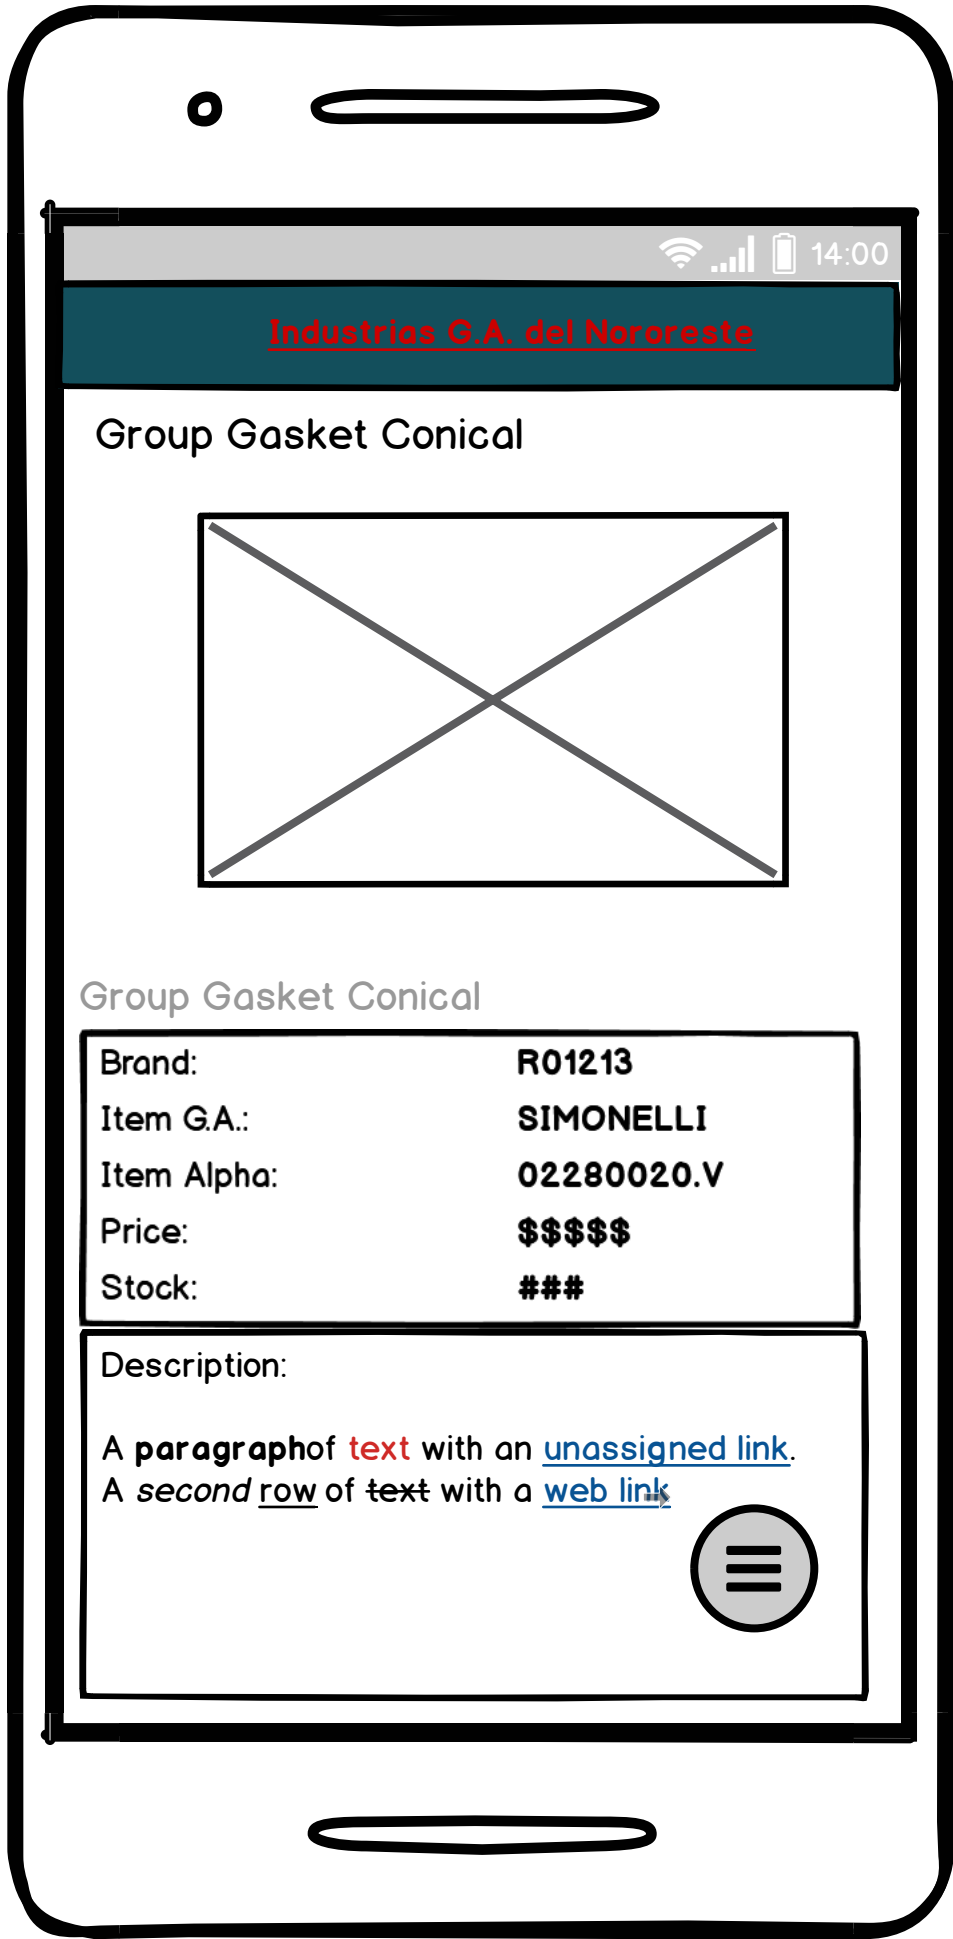 14:00
Industrias G.A. del Nororeste
Group Gasket Conical
Group Gasket Conical
Brand: R01213
Item G.A.: SIMONELLI
Item Alpha: 02280020.V
Price: $$$$$
Stock: ###
Description:
A paragraphof text with an unassigned link.
A second row of text with a web link